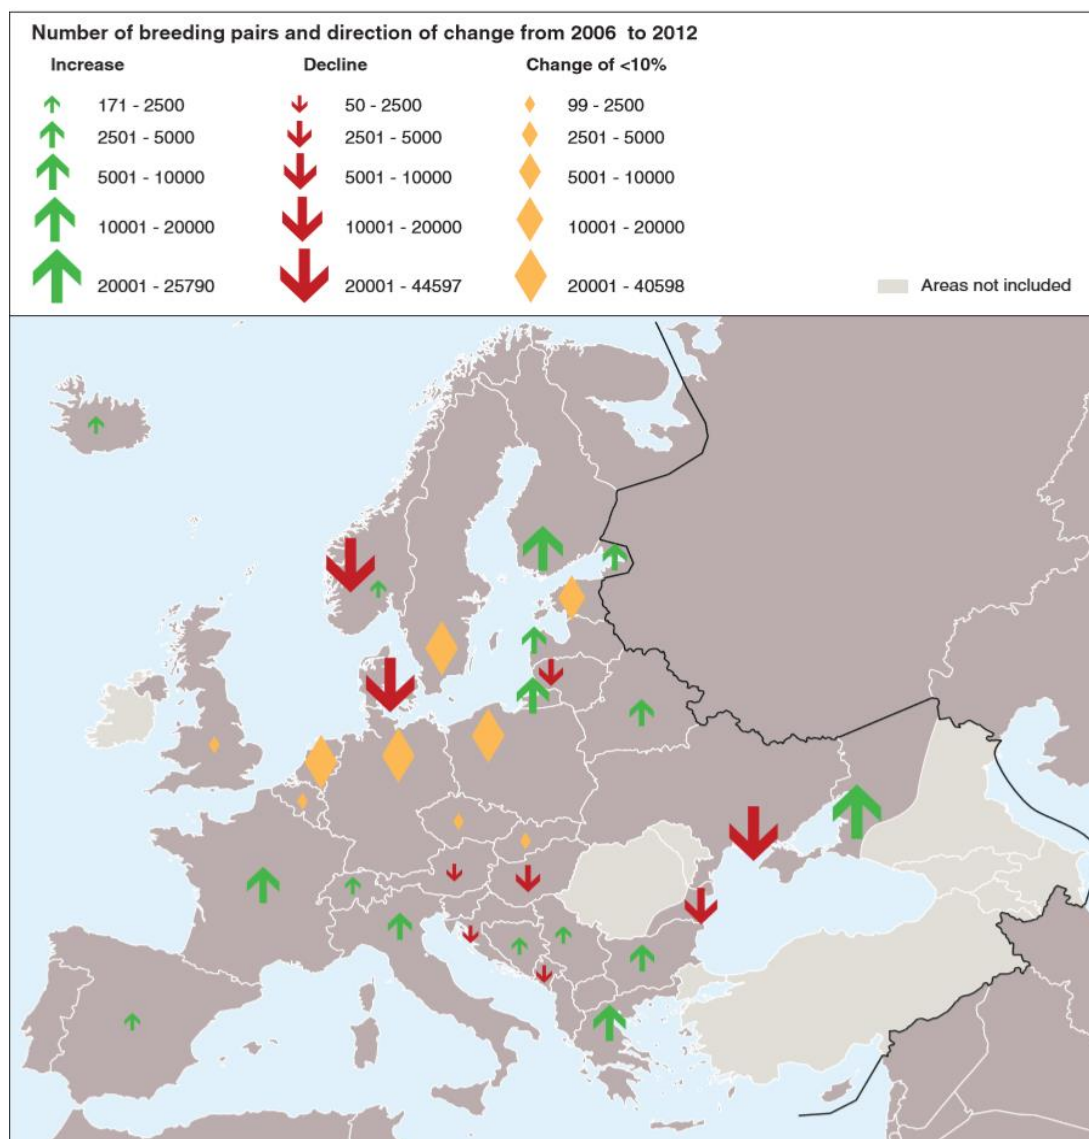 Number of breeding pairs and direction of change from 2006 to 2012
Increase Decline Change of <10%
171 - 2500 50 - 2500 99 - 2500
2501 - 5000 2501 - 5000 2501 - 5000
5001 - 10000 5001 - 10000 5001 - 10000
10001 - 20000 10001 - 20000 10001 - 20000
20001 - 25790 20001 - 44597 20001 - 40598 Areas not included